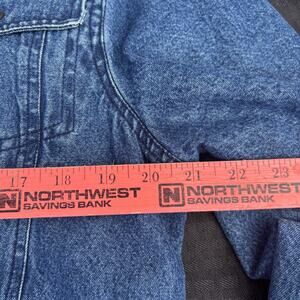 17 18 19 20 21 22 23
N NORTHWEST N NORTHWEST
SAVINGS BANK SAVINGS BANK